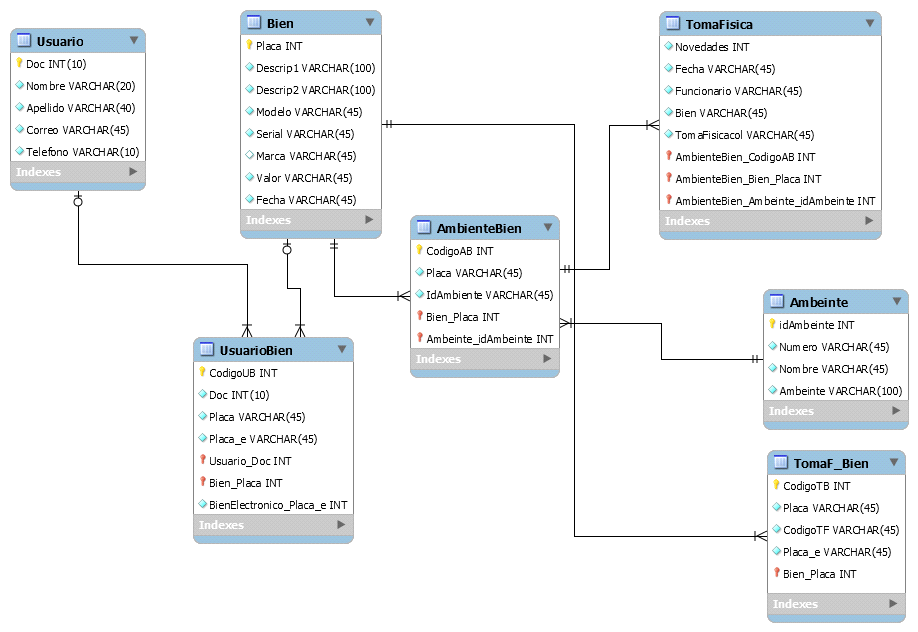 Usuario
Doc INT(10)
Nombre VARCHAR(20)
Apellido VARCHAR(40)
Correo VARCHAR(45)
Telefono VARCHAR(10)
Indexes
Bien
Placa INT
Descrip1 VARCHAR(100)
Descrip2 VARCHAR(100)
Modelo VARCHAR(45)
Serial VARCHAR(45)
Marca VARCHAR(45)
Valor VARCHAR(45)
Fecha VARCHAR(45)
Indexes
TomaFisica
Novedades INT
Fecha VARCHAR(45)
Funcionario VARCHAR(45)
Bien VARCHAR(45)
TomaFisicacol VARCHAR(45)
AmbienteBien_CodigoAB INT
AmbienteBien_Bien_Placa INT
AmbienteBien_Ambeinte_idAmbeinte INT
Indexes
AmbienteBien
CodigoAB INT
Placa VARCHAR(45)
IdAmbiente VARCHAR(45)
Bien_Placa INT
Ambeinte_idAmbeinte INT
Indexes
Ambeinte
idAmbeinte INT
Numero VARCHAR(45)
Nombre VARCHAR(45)
Ambeinte VARCHAR(100)
Indexes
UsuarioBien
CodigoUB INT
Doc INT(10)
Placa VARCHAR(45)
Placa_e VARCHAR(45)
Usuario_Doc INT
Bien_Placa INT
BienElectronico_Placa_e INT
Indexes
TomaF_Bien
CodigoTB INT
Placa VARCHAR(45)
CodigoTF VARCHAR(45)
Placa_e VARCHAR(45)
Bien_Placa INT
Indexes